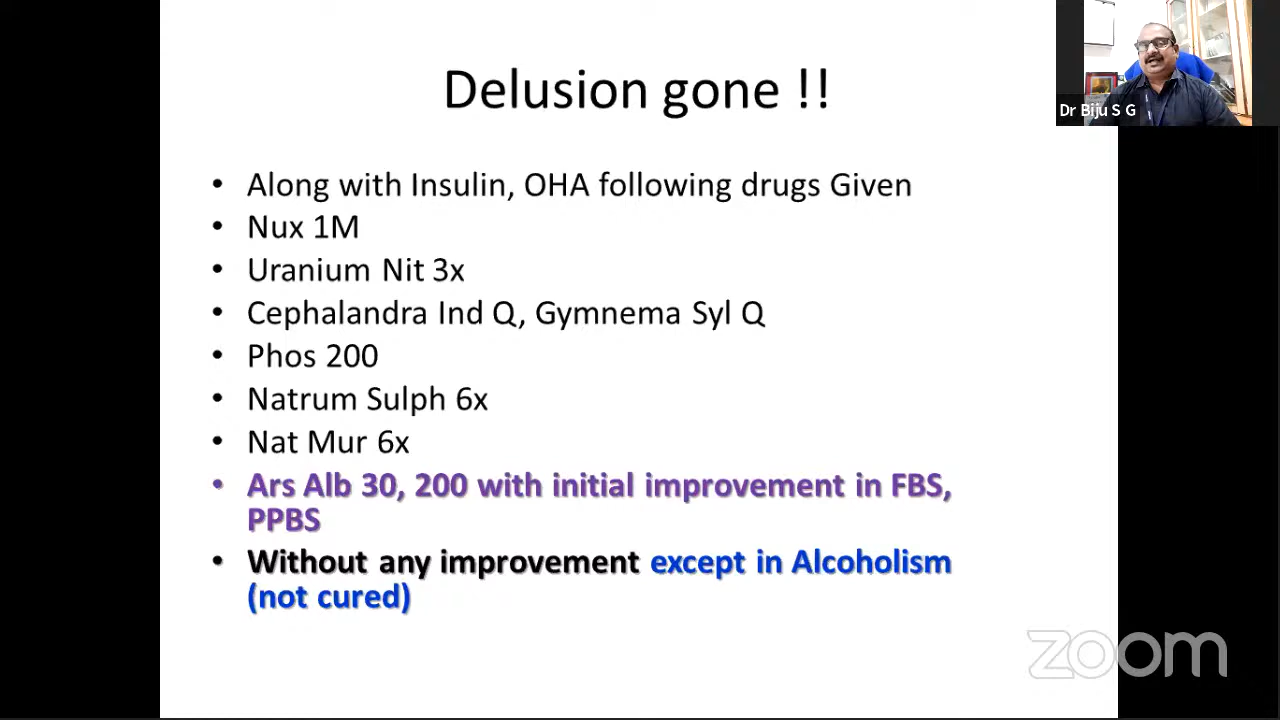 Delusion gone !!
Dr Biju S G
• Along with Insulin, OHA following drugs Given
• Nux 1M
• Uranium Nit 3x
• Cephalandra Ind Q, Gymnema Syl Q
• Phos 200
• Natrum Sulph 6x
• Nat Mur 6x
• Ars Alb 30, 200 with initial improvement in FBS,
PPBS
• Without any improvement except in Alcoholism
(not cured)
zoom